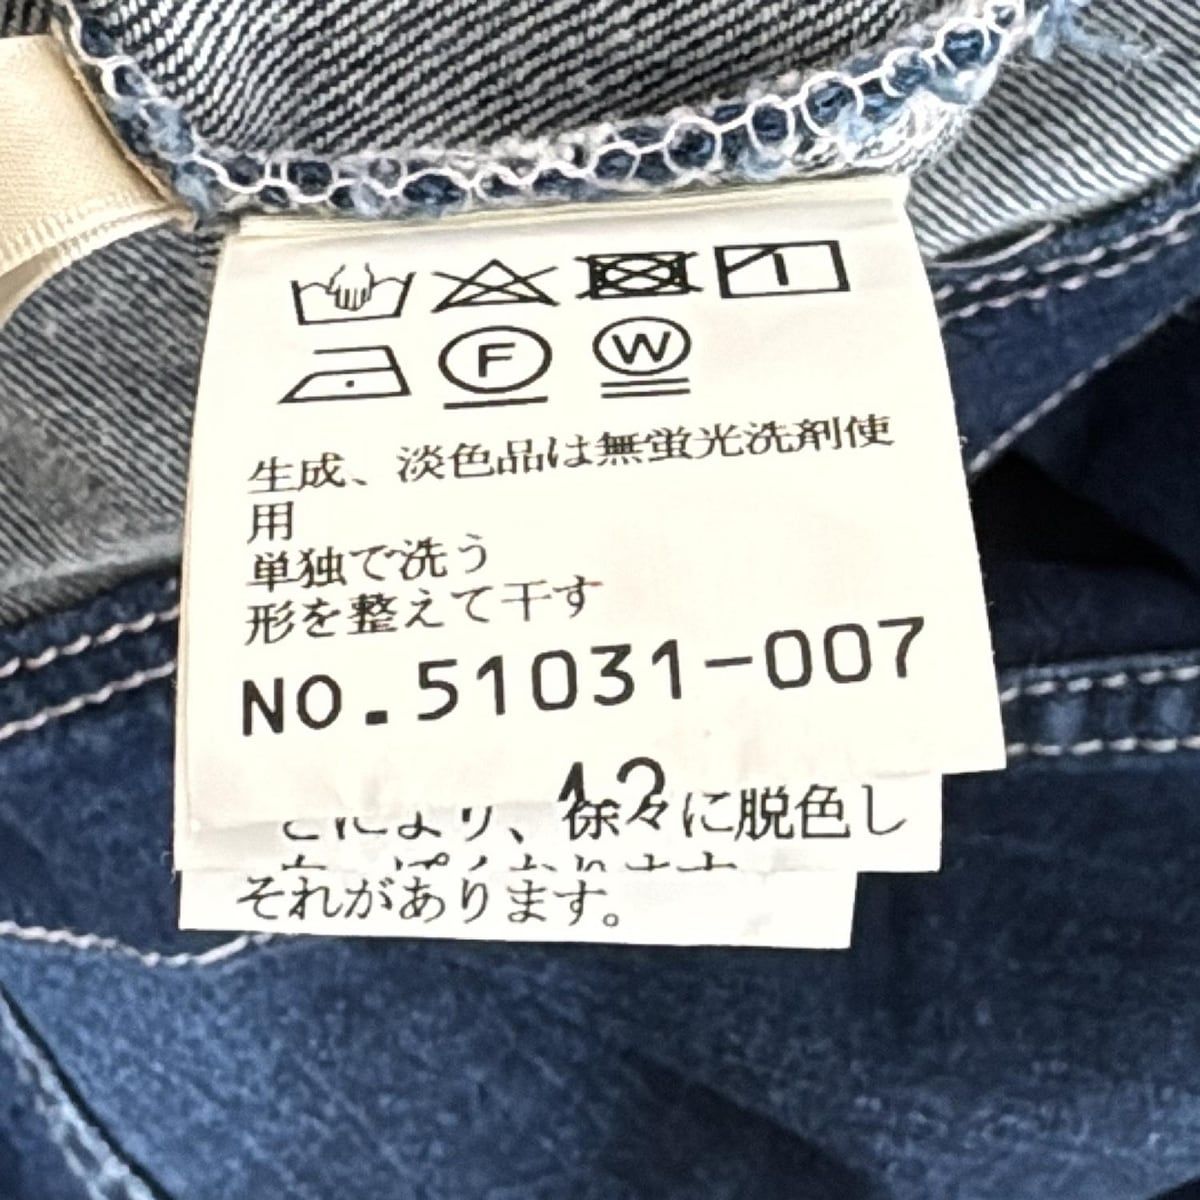 F W
生成、淡色品は無蛍光洗剤使
用
単独で洗う
形を整えて干す
NO.51031-007
とにより、徐々に脱色し
それがあります。